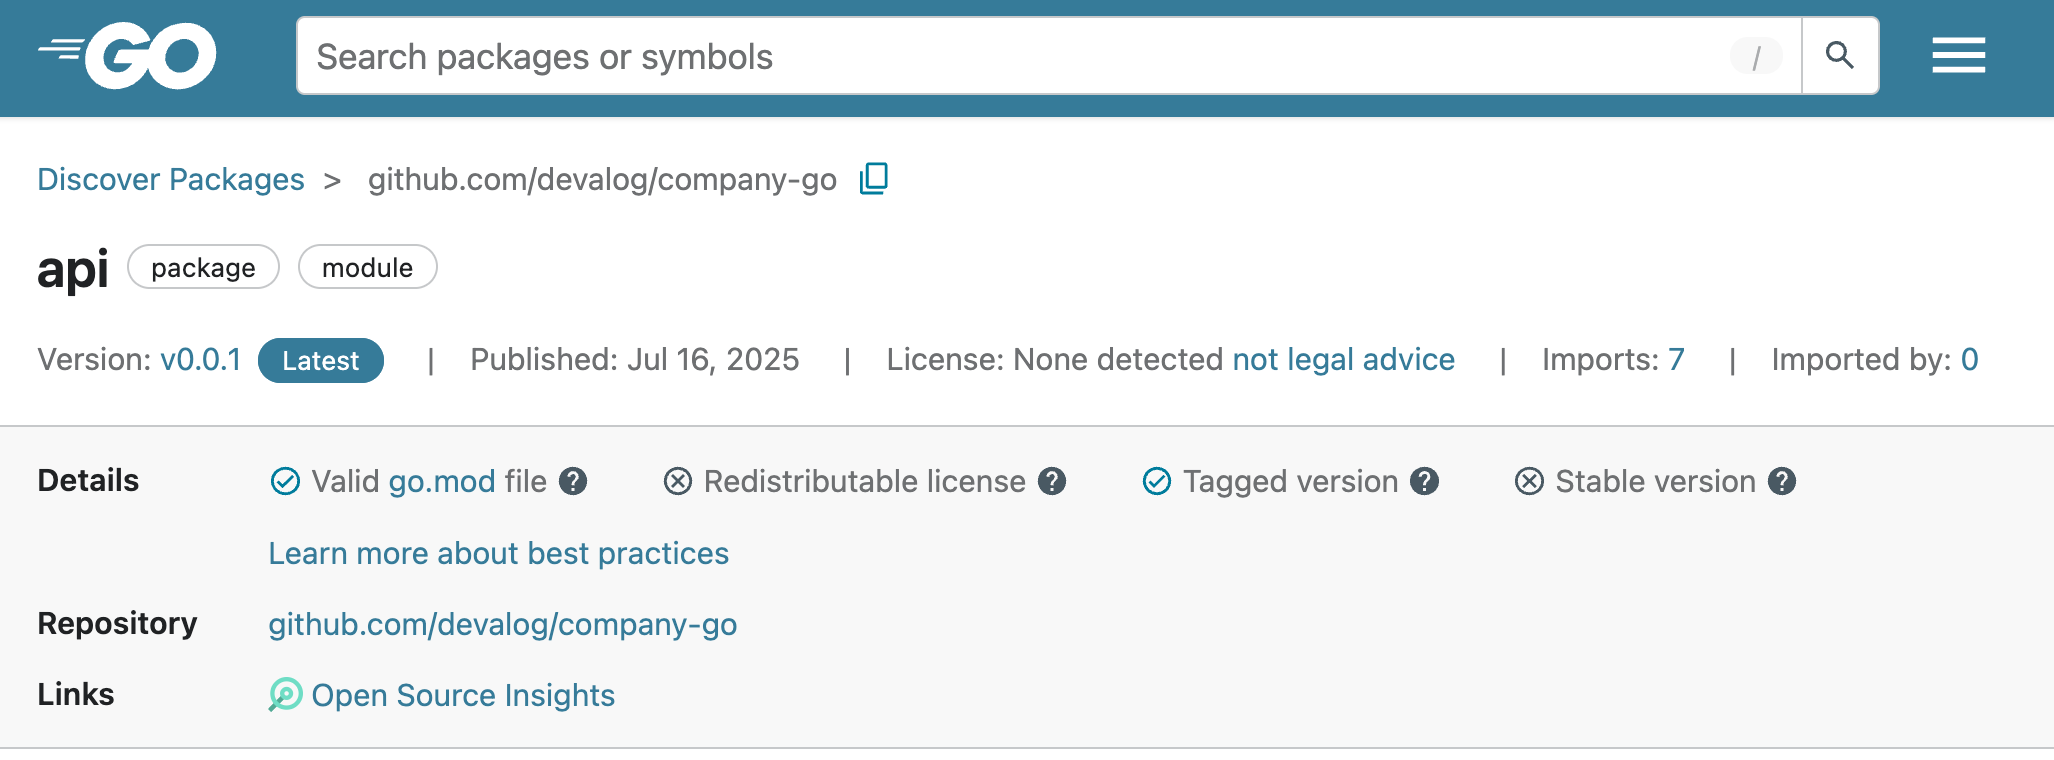 GO
Search packages or symbols /
Discover Packages > github.com/devalog/company-go
api package module
Version: v0.0.1 Latest | Published: Jul 16, 2025 | License: None detected not legal advice | Imports: 7 | Imported by: 0
Details Valid go.mod file ? Redistributable license ? Tagged version ? Stable version ?
Learn more about best practices
Repository github.com/devalog/company-go
Links Open Source Insights